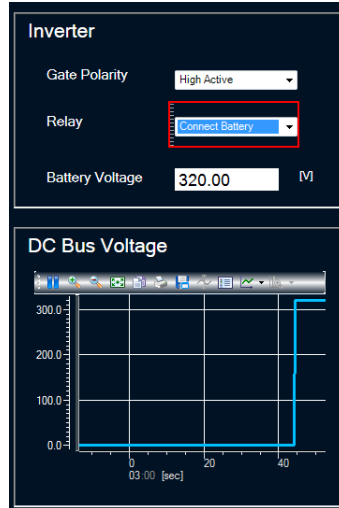 Inverter
Gate Polarity High Active
Relay Connect Battery
Battery Voltage 320.00 [V]
DC Bus Voltage
300.0
200.0
100.0
0.0
0 20 40
03:00 [sec]